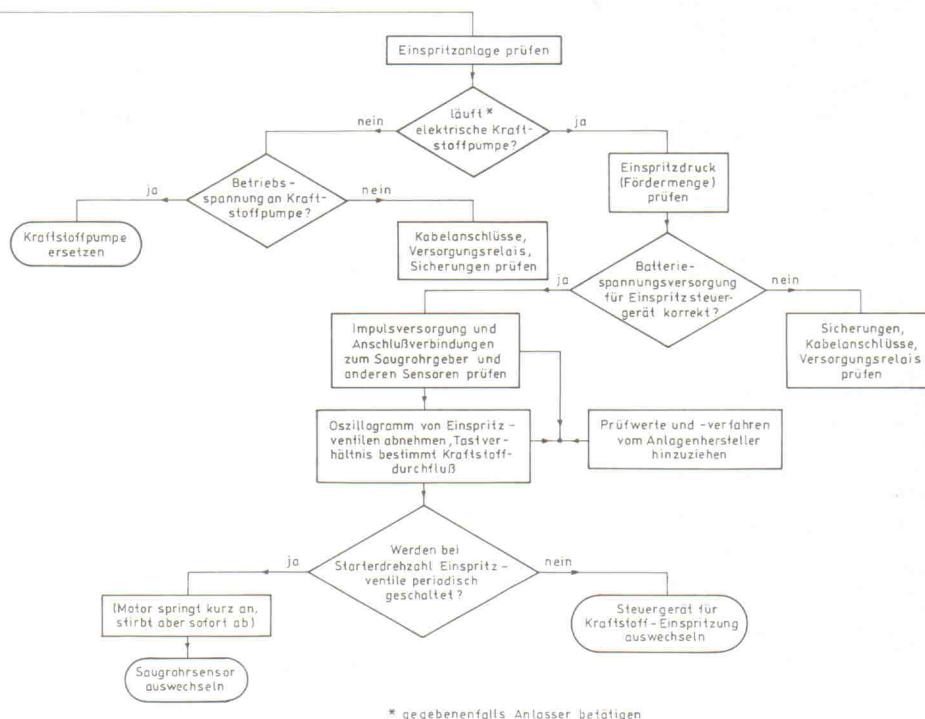 Einspritzanlage prüfen
läuft*
elektrische Kraft-
stoffpumpe?
nein
ja
Betriebs-
spannung an Kraft-
stoffpumpe?
ja
nein
Einspritzdruck
(Fördermenge)
prüfen
Kraftstoffpumpe
ersetzen
Kabelanschlüsse,
Versorgungsrelais,
Sicherungen prüfen
Batterie-
spannungsversorgung
für Einspritzsteuer-
gerät korrekt?
ja
nein
Impulsversorgung und
Anschlußverbindungen
zum Saugrohrgeber und
anderen Sensoren prüfen
Sicherungen,
Kabelanschlüsse,
Versorgungsrelais
prüfen
Oszillogramm von Einspritz-
ventilen abnehmen, Tastver-
hältnis bestimmt Kraftstoff-
durchfluß
Prüfwerte und -verfahren
vom Anlagenhersteller
hinzuziehen
Werden bei
Starterdrehzahl Einspritz-
ventile periodisch
geschaltet?
ja
nein
(Motor springt kurz an,
stirbt aber sofort ab)
Steuergerät für
Kraftstoff-Einspritzung
auswechseln
Saugrohrsensor
auswechseln
* gegebenenfalls Anlasser betätigen